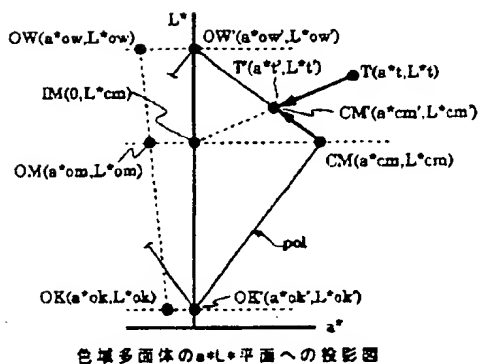 L*
OW(a*ow,L*ow)
OW'(a*ow',L*ow')
T'(a*t',L*t')
T(a*t,L*t)
IM(0,L*cm)
CM'(a*cm',L*cm')
OM(a*om,L*om)
CM(a*cm,L*cm)
pol
OK(a*ok,L*ok)
OK'(a*ok',L*ok')
a*
色域多面体のa*L*平面への投影図